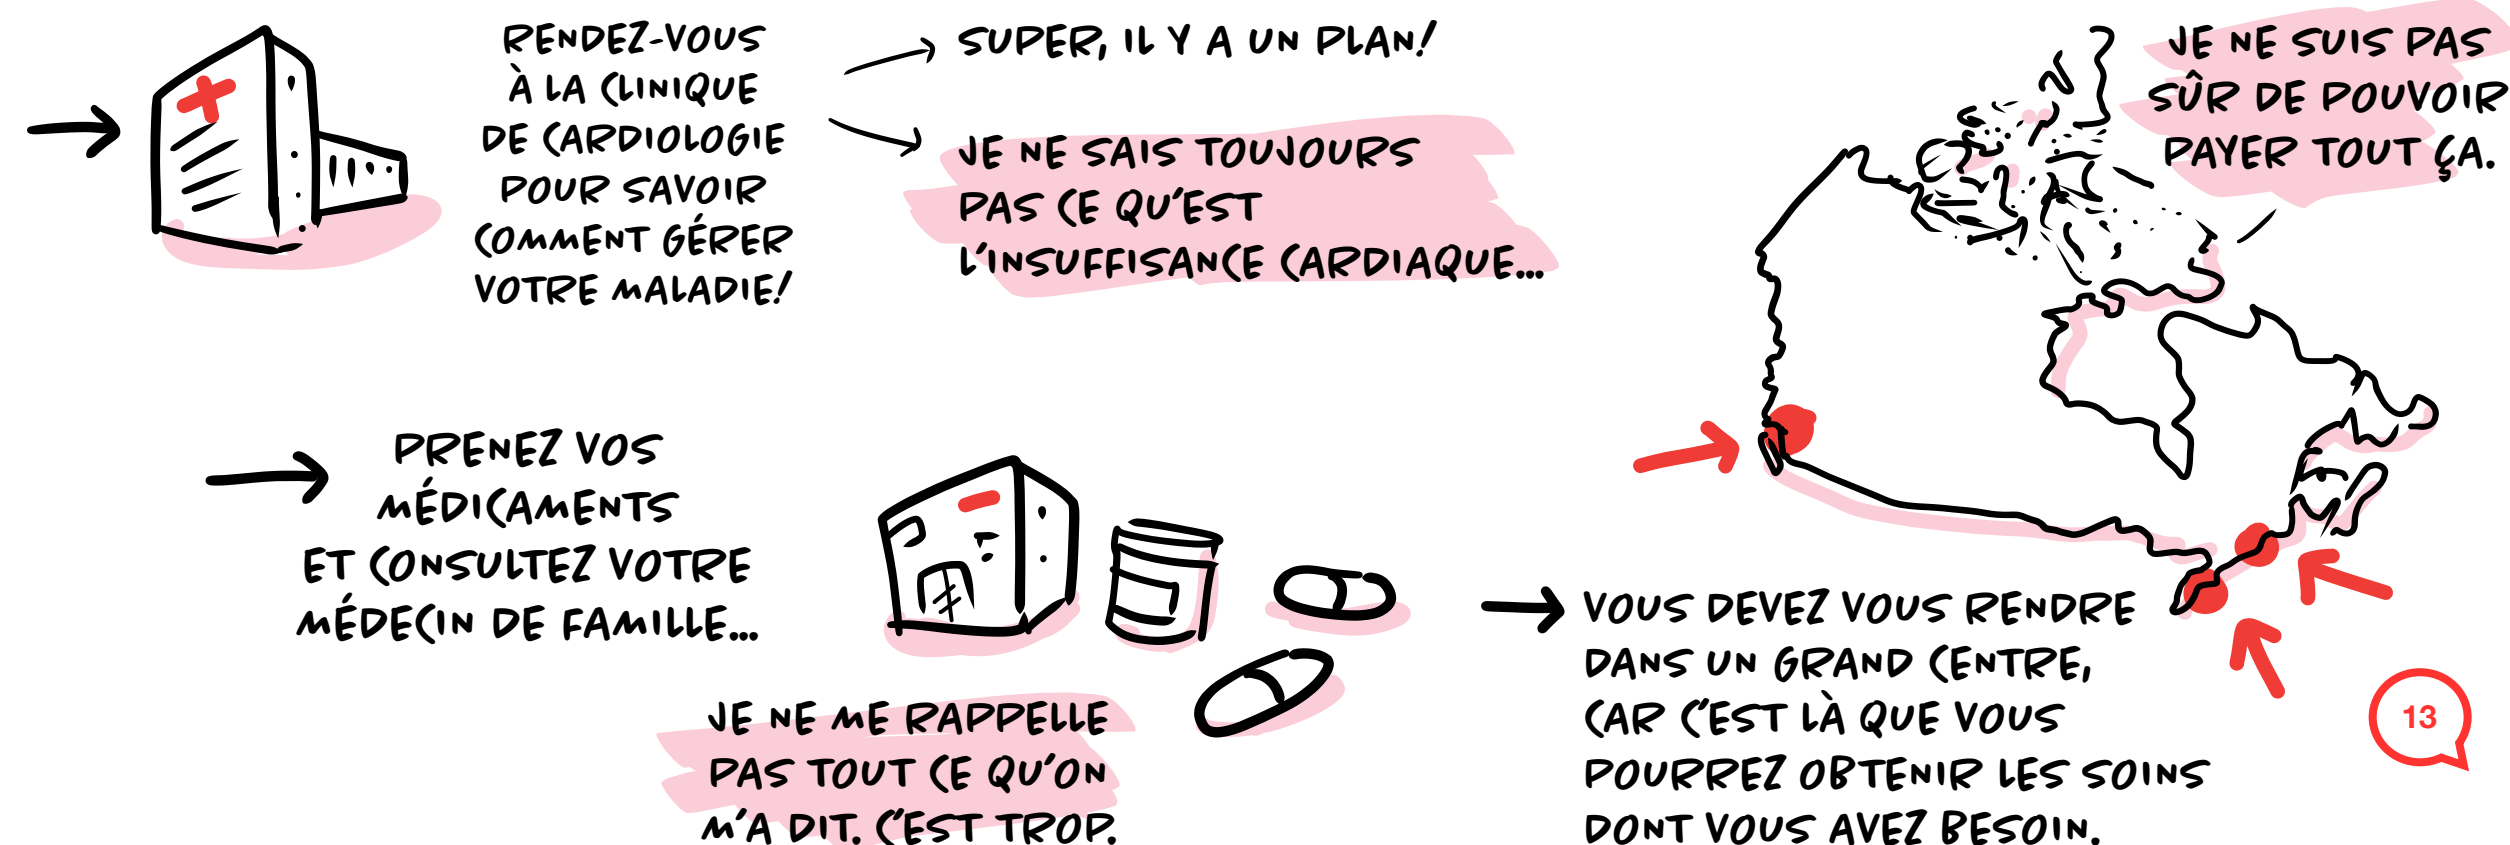 RENDEZ-VOUS
À LA CLINIQUE
DE CARDIOLOGIE
POUR SAVOIR
COMMENT GÉRER
VOTRE MALADIE!
SUPER, IL Y A UN PLAN!
JE NE SAIS TOUJOURS
PAS CE QU'EST
L'INSUFFISANCE CARDIAQUE...
JE NE SUIS PAS
SÛR DE POUVOIR
PAYER TOUT ÇA.
PRENEZ VOS
MÉDICAMENTS
ET CONSULTEZ VOTRE
MÉDECIN DE FAMILLE...
JE NE ME RAPPELLE
PAS TOUT CE QU'ON
M'A DIT. C'EST TROP.
VOUS DEVEZ VOUS RENDRE
DANS UN GRAND CENTRE,
CAR C'EST LÀ QUE VOUS
POURREZ OBTENIR LES SOINS
DONT VOUS AVEZ BESOIN.
13